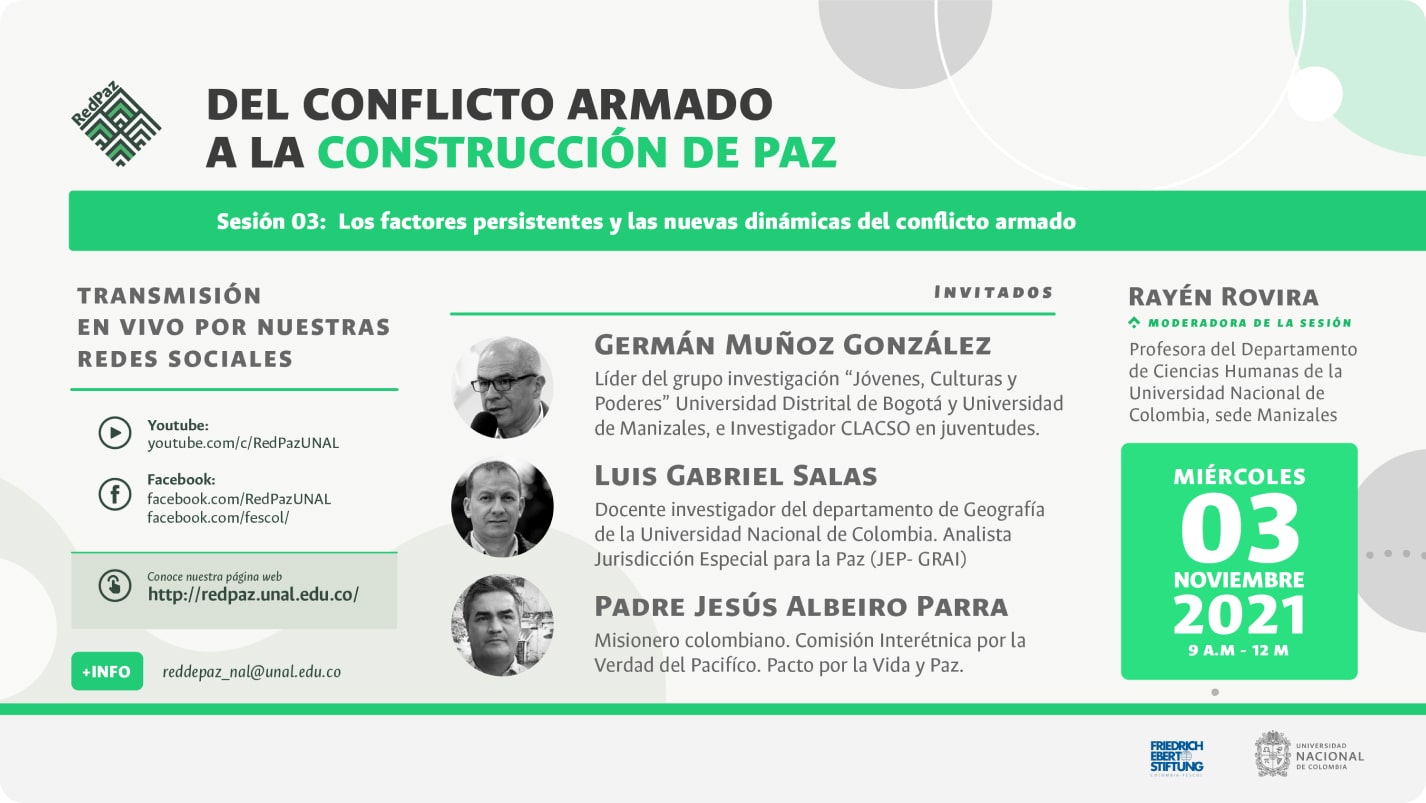 RedPaz
DEL CONFLICTO ARMADO
A LA CONSTRUCCIÓN DE PAZ
Sesión 03: Los factores persistentes y las nuevas dinámicas del conflicto armado
TRANSMISIÓN
EN VIVO POR NUESTRAS
REDES SOCIALES
Youtube:
youtube.com/c/RedPazUNAL
Facebook:
facebook.com/RedPazUNAL
facebook.com/fescol/
Conoce nuestra página web
http://redpaz.unal.edu.co/
+INFO reddepaz_nal@unal.edu.co
INVITADOS
GERMÁN MUÑOZ GONZÁLEZ
Líder del grupo investigación “Jóvenes, Culturas y
Poderes” Universidad Distrital de Bogotá y Universidad
de Manizales, e Investigador CLACSO en juventudes.
LUIS GABRIEL SALAS
Docente investigador del departamento de Geografía
de la Universidad Nacional de Colombia. Analista
Jurisdicción Especial para la Paz (JEP- GRAI)
PADRE JESÚS ALBEIRO PARRA
Misionero colombiano. Comisión Interétnica por la
Verdad del Pacifíco. Pacto por la Vida y Paz.
RAYÉN ROVIRA
MODERADORA DE LA SESIÓN
Profesora del Departamento
de Ciencias Humanas de la
Universidad Nacional de
Colombia, sede Manizales
MIÉRCOLES
03
NOVIEMBRE
2021
9 A.M - 12 M
FRIEDRICH
EBERT
STIFTUNG
COLOMBIA-FESCOL
UNIVERSIDAD
NACIONAL
DE COLOMBIA